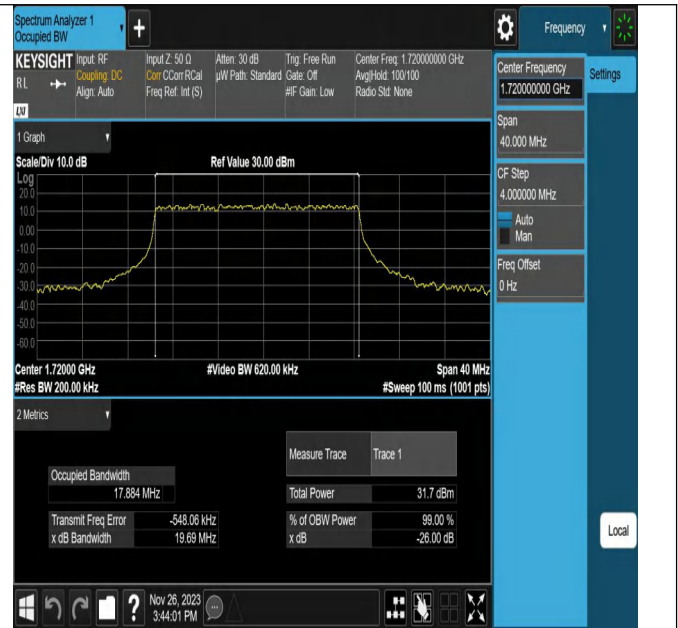 Spectrum Analyzer 1
Occupied BW
Frequency
KEYSIGHT
RL
Input: RF
Coupling: DC
Align: Auto
Input Z: 50 Ω
Corr CCorr RCal
Freq Ref: Int (S)
Atten: 30 dB
µW Path: Standard
Trig: Free Run
Gate: Off
#IF Gain: Low
Center Freq: 1.720000000 GHz
Avg|Hold: 100/100
Radio Std: None
LXI
Center Frequency
1.720000000 GHz
Settings
Span
40.000 MHz
CF Step
4.000000 MHz
Auto
Man
Freq Offset
0 Hz
1 Graph
Scale/Div 10.0 dB
Ref Value 30.00 dBm
Log
20.0
10.0
0.00
-10.0
-20.0
-30.0
-40.0
-50.0
-60.0
Center 1.72000 GHz
#Video BW 620.00 kHz
Span 40 MHz
#Res BW 200.00 kHz
#Sweep 100 ms (1001 pts)
2 Metrics
Measure Trace
Trace 1
Occupied Bandwidth
17.884 MHz
Total Power
31.7 dBm
Transmit Freq Error
-548.06 kHz
% of OBW Power
99.00 %
x dB Bandwidth
19.69 MHz
x dB
-26.00 dB
Local
?
Nov 26, 2023
3:44:01 PM